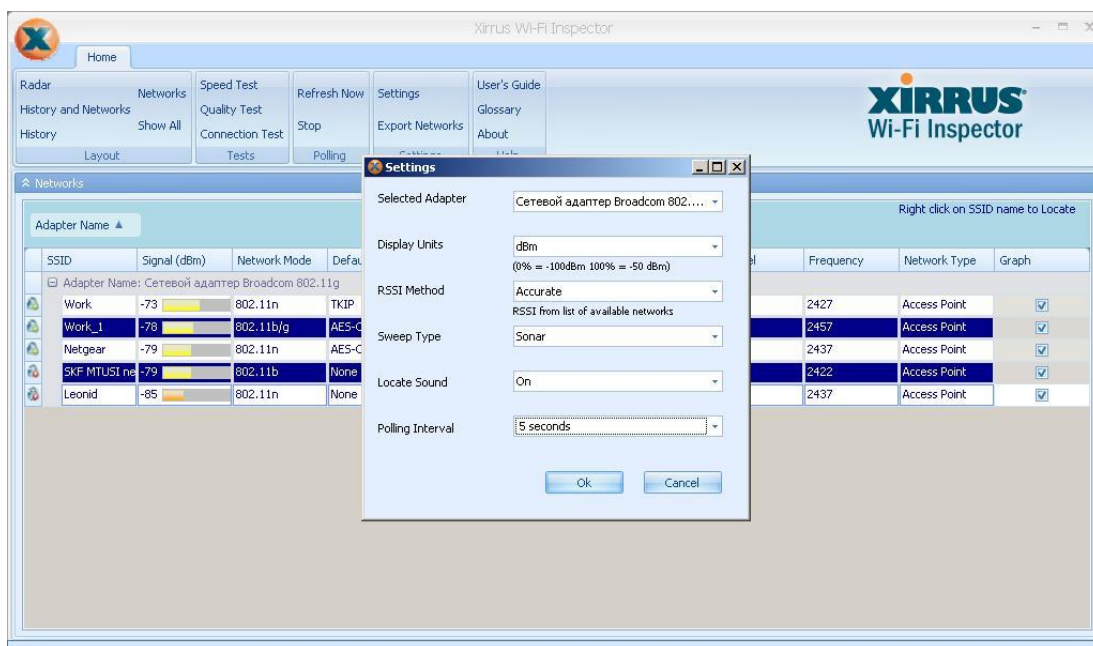 Xirrus Wi-Fi Inspector
Home
Radar
History and Networks
History
Networks
Show All
Layout
Speed Test
Quality Test
Connection Test
Tests
Refresh Now
Stop
Polling
Settings
Export Networks
Settings
User's Guide
Glossary
About
Help
XIRRUS
Wi-Fi Inspector
Networks
Adapter Name
Right click on SSID name to Locate
SSID Signal (dBm) Network Mode Defau Frequency Network Type Graph
Adapter Name: Сетевой адаптер Broadcom 802.11g
Work -73 802.11n TKIP 2427 Access Point
Work_1 -78 802.11b/g AES-C 2457 Access Point
Netgear -79 802.11n AES-C 2437 Access Point
SKF MTUSI ne -79 802.11b None 2422 Access Point
Leonid -85 802.11n None 2437 Access Point
Settings
Selected Adapter Сетевой адаптер Broadcom 802....
Display Units dBm
(0% = -100dBm 100% = -50 dBm)
RSSI Method Accurate
RSSI from list of available networks
Sweep Type Sonar
Locate Sound On
Polling Interval 5 seconds
Ok Cancel